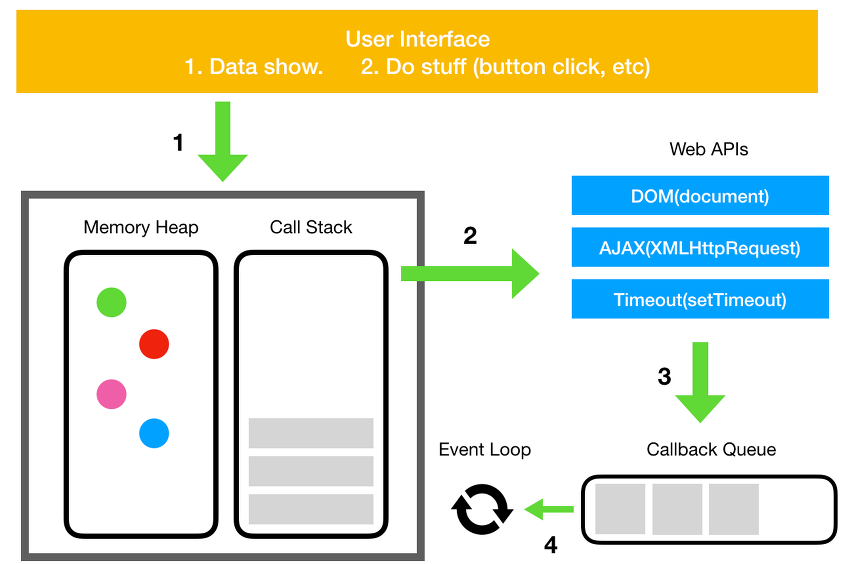 User Interface
1. Data show. 2. Do stuff (button click, etc)
1
Web APIs
DOM(document)
AJAX(XMLHttpRequest)
Timeout(setTimeout)
Memory Heap
Call Stack
2
3
Event Loop
Callback Queue
4